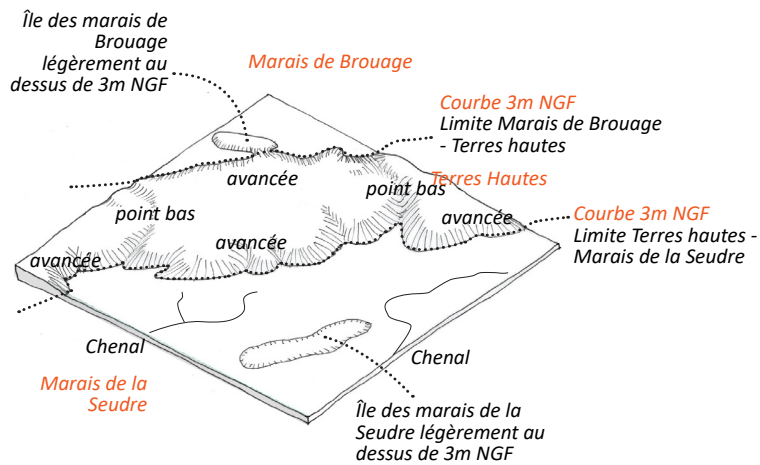 Île des marais de
Brouage
légèrement au
dessus de 3m NGF
Marais de Brouage
Courbe 3m NGF
Limite Marais de Brouage
- Terres hautes
avancée
point bas
Terres Hautes
point bas
avancée
Courbe 3m NGF
Limite Terres hautes -
Marais de la Seudre
avancée
avancée
Chenal
Chenal
Marais de la
Seudre
Île des marais de la
Seudre légèrement au
dessus de 3m NGF